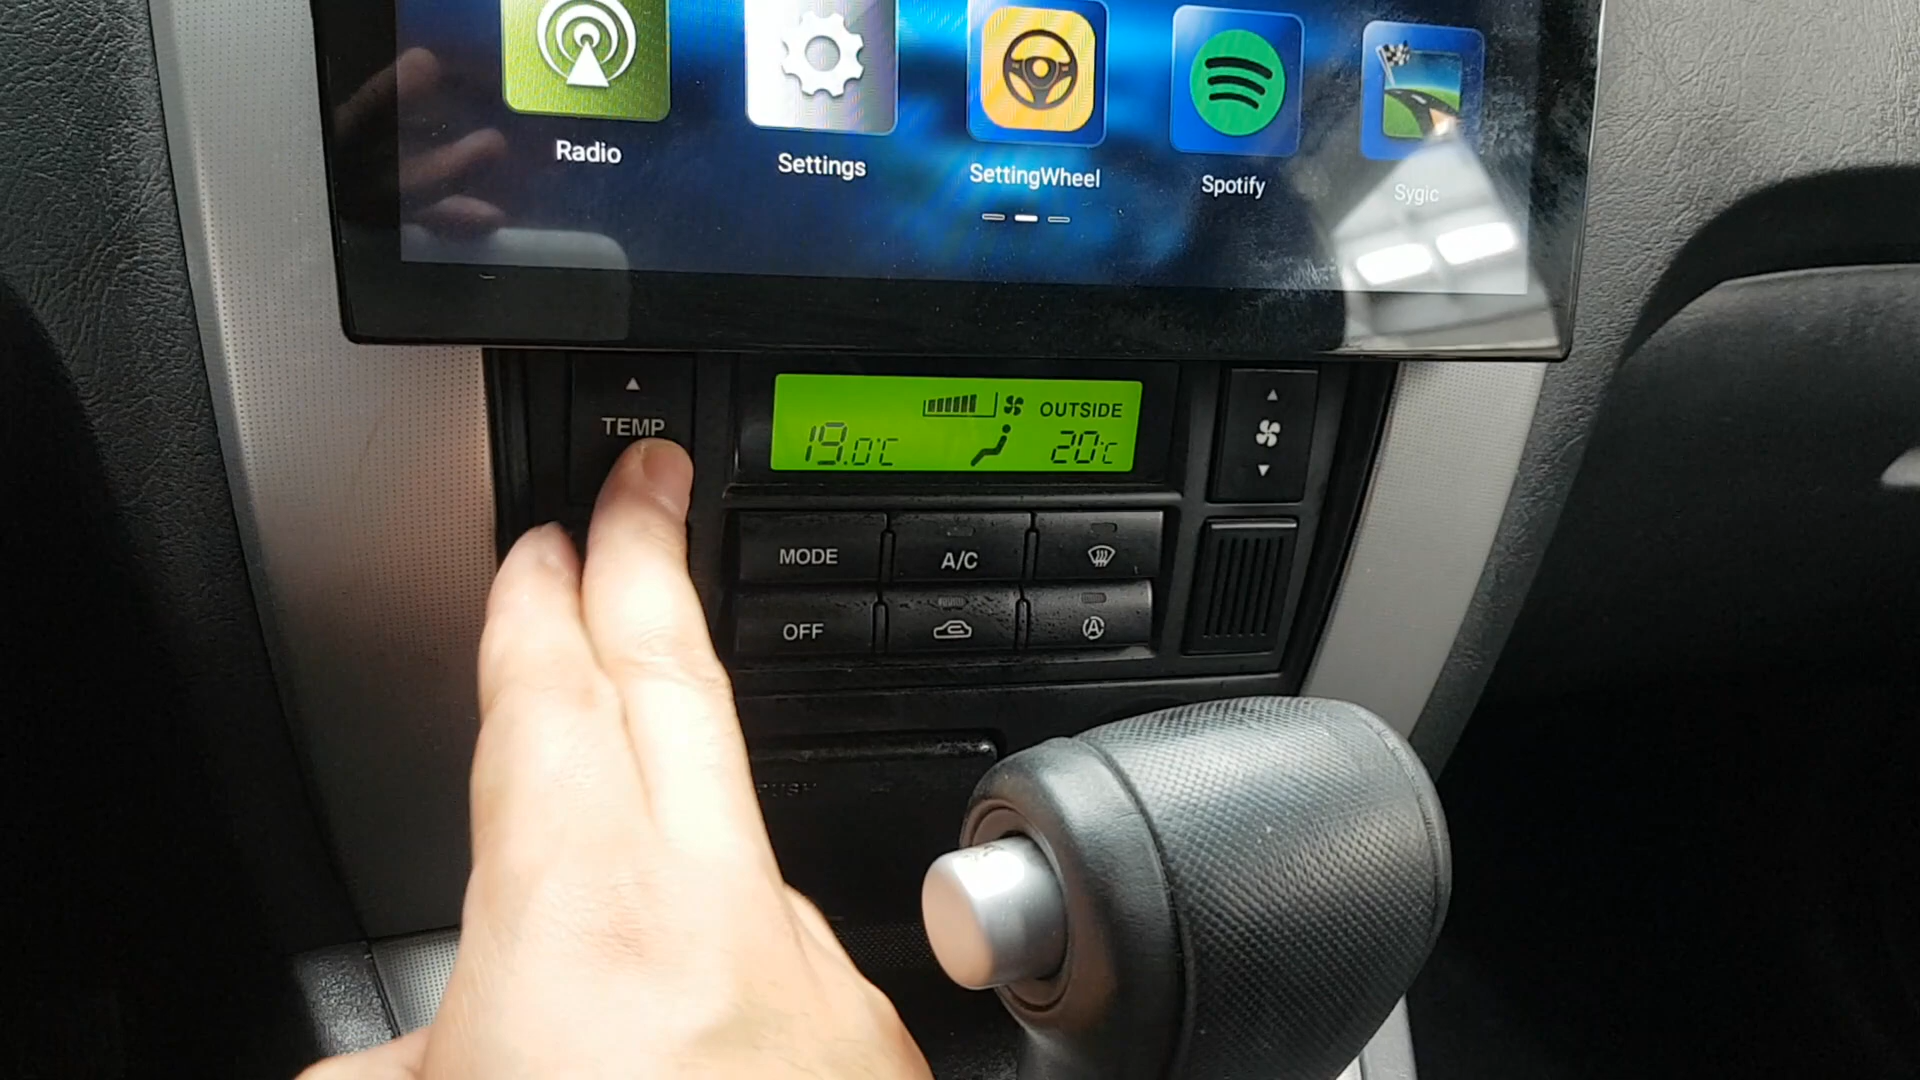 Radio
Settings
SettingWheel
Spotify
Sygic
TEMP
OUTSIDE
19.0°C
20°C
MODE
A/C
OFF
A
PUSH